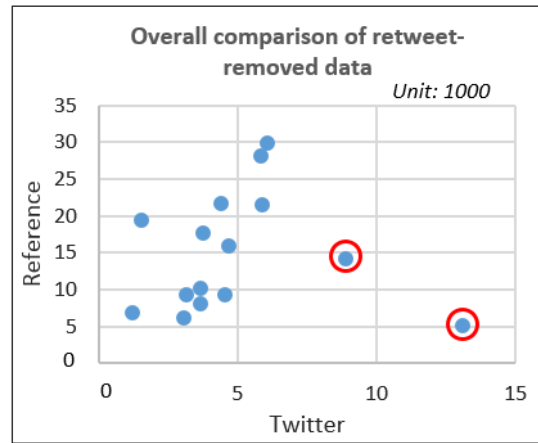 Overall comparison of retweet-
removed data
Unit: 1000
35
30
25
20
15
10
5
0
Reference
0 5 10 15
Twitter